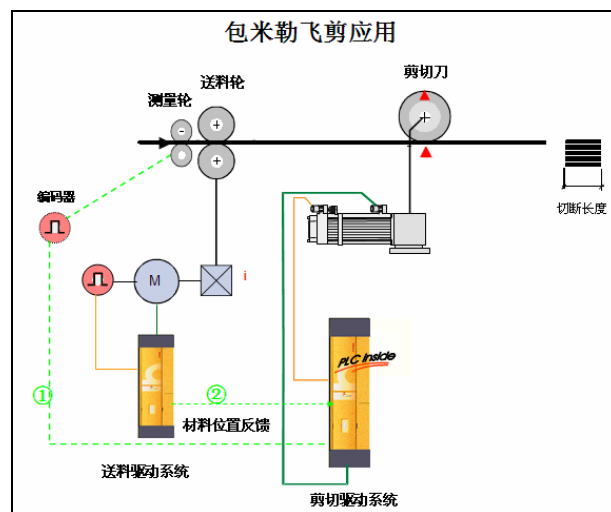 包米勒飞剪应用
送料轮
剪切刀
测量轮
编码器
切断长度
i
M
PLC Inside
①
②
材料位置反馈
送料驱动系统
剪切驱动系统